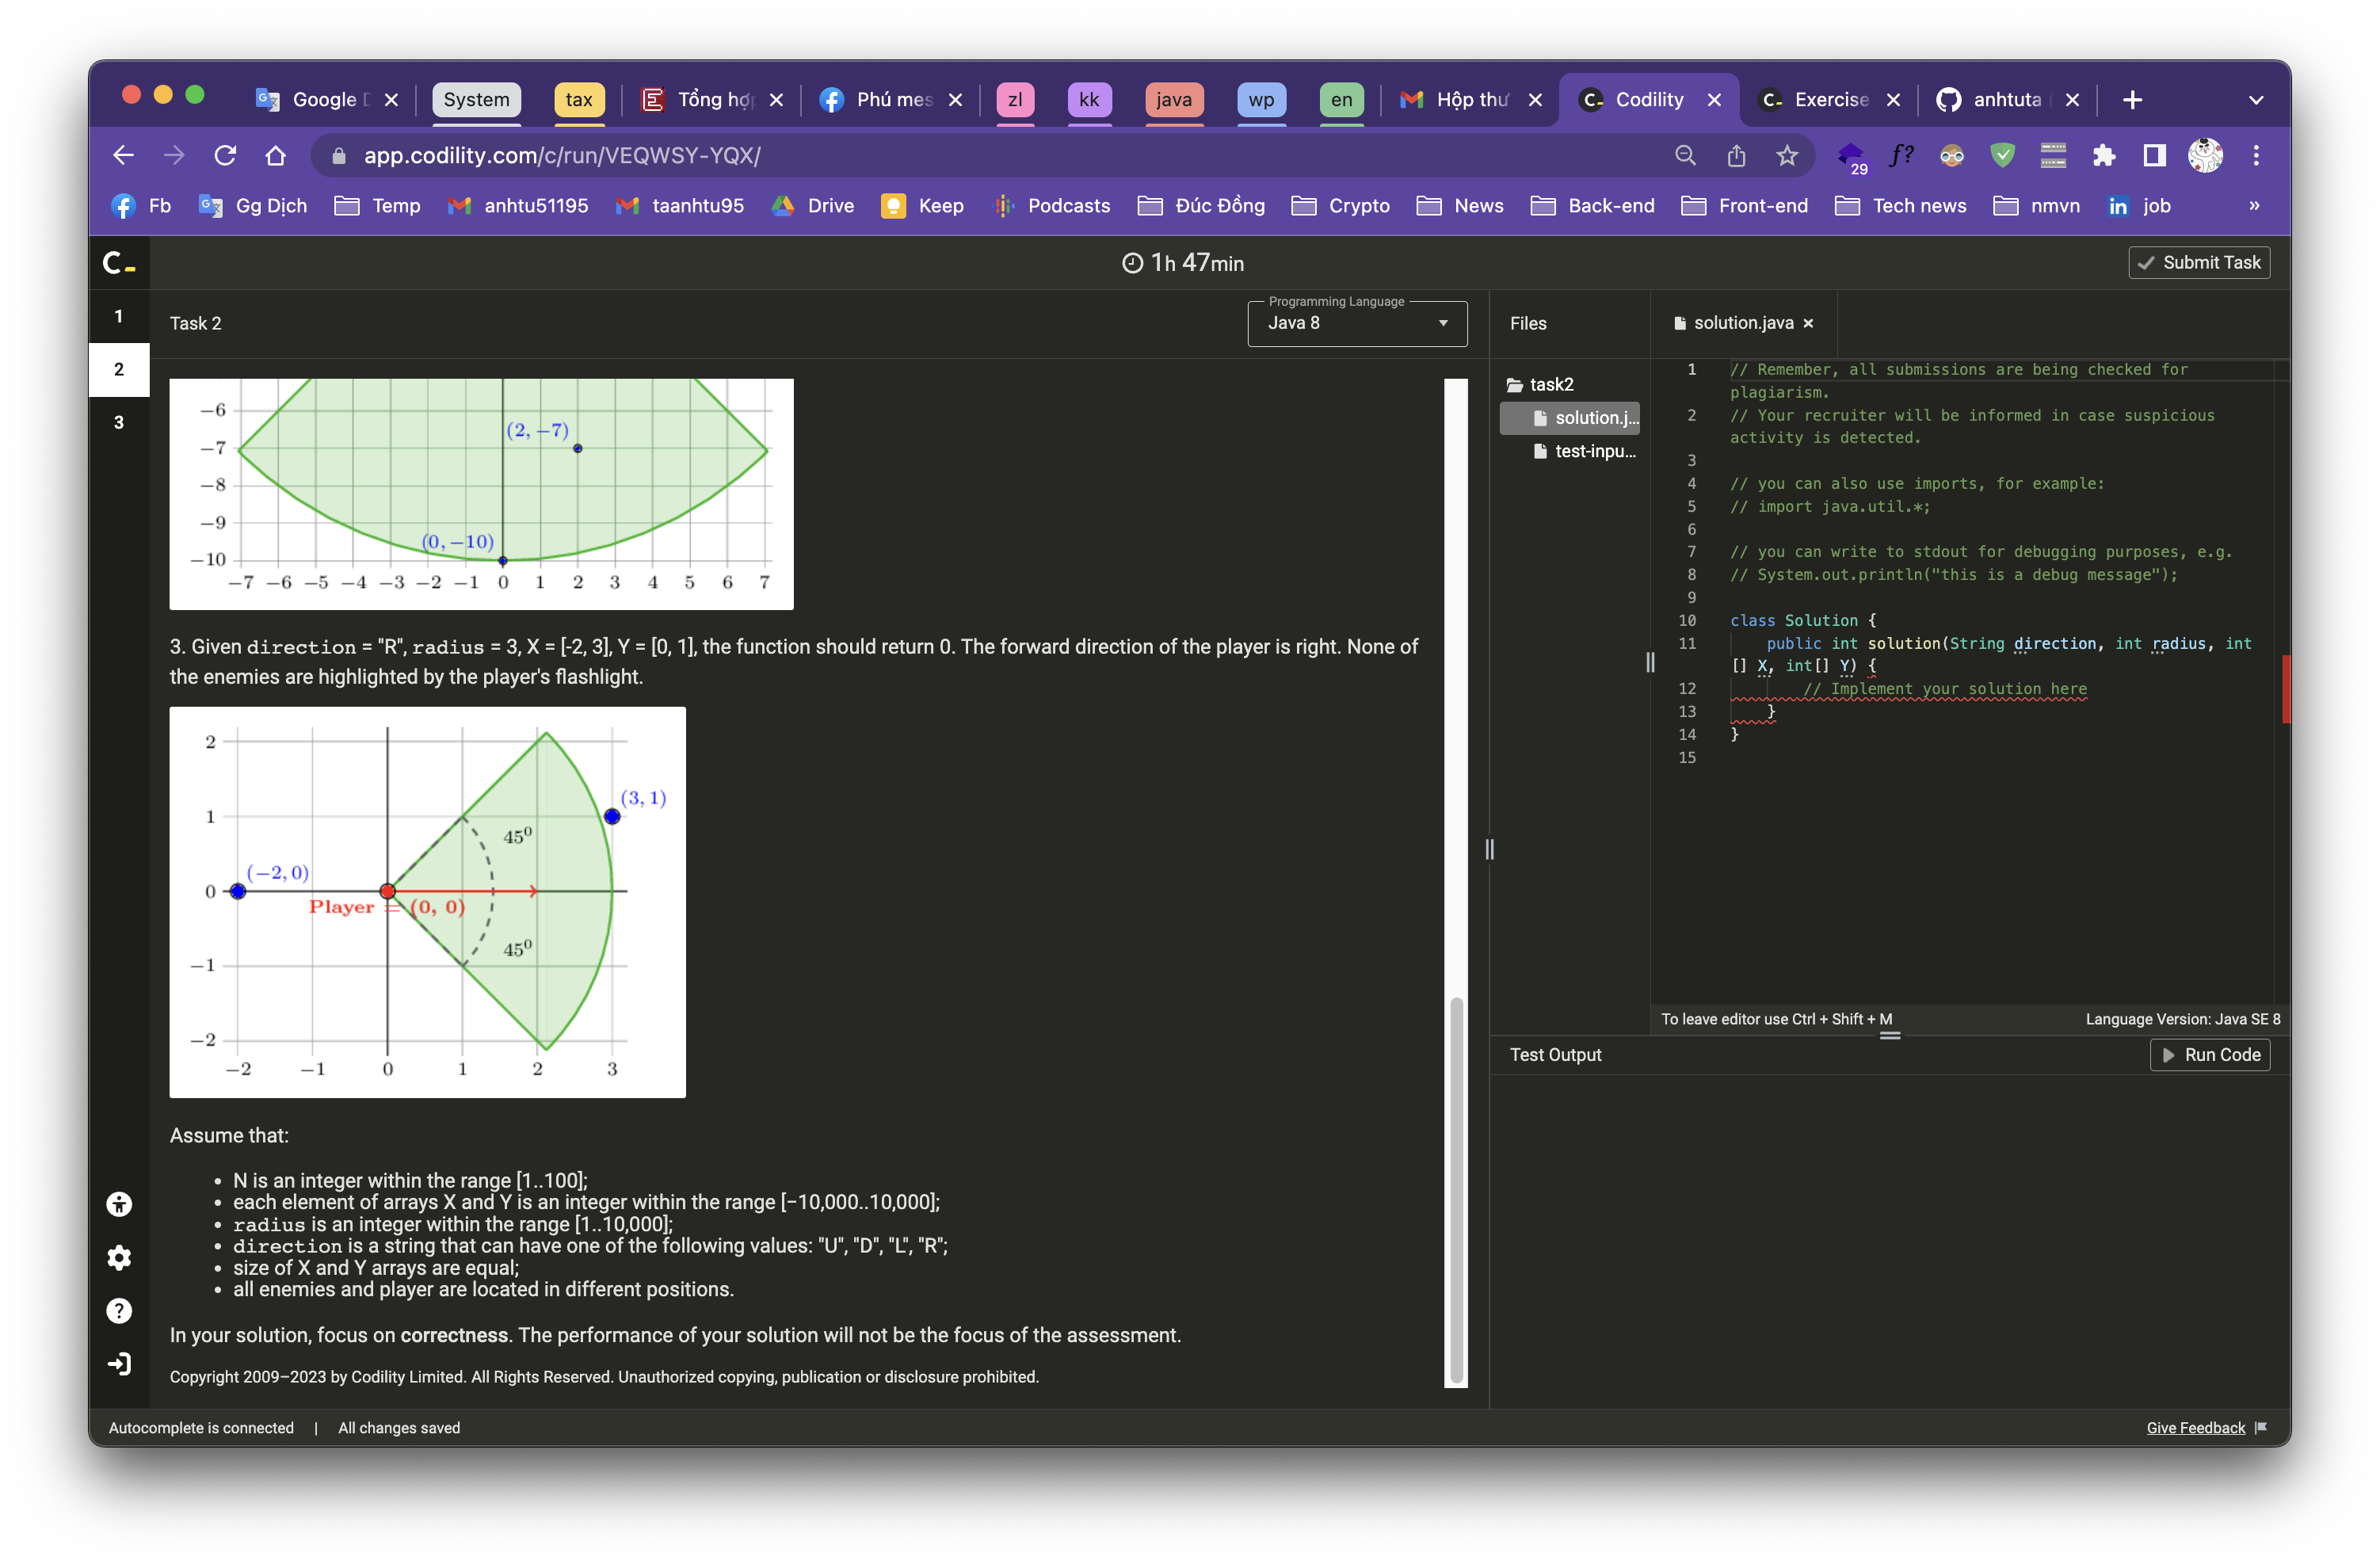 Google D
System
tax
Tổng hợp
Phú mes
zl
kk
java
wp
en
Hộp thư
Codility
Exercise
anhtuta
app.codility.com/c/run/VEQWSY-YQX/
29
f?
Fb
Gg Dịch
Temp
anhtu51195
taanhtu95
Drive
Keep
Podcasts
Đúc Đồng
Crypto
News
Back-end
Front-end
Tech news
nmvn
in job
»
C_
1h 47min
Submit Task
1
2
3
Task 2
Programming Language
Java 8
−6
−7
−8
−9
−10
(2, −7)
(0, −10)
−7 −6 −5 −4 −3 −2 −1 0 1 2 3 4 5 6 7
3. Given direction = "R", radius = 3, X = [-2, 3], Y = [0, 1], the function should return 0. The forward direction of the player is right. None of
the enemies are highlighted by the player's flashlight.
2
1
0
−1
−2
(3, 1)
45⁰
(−2, 0)
Player = (0, 0)
45⁰
−2 −1 0 1 2 3
Assume that:
• N is an integer within the range [1..100];
• each element of arrays X and Y is an integer within the range [−10,000..10,000];
• radius is an integer within the range [1..10,000];
• direction is a string that can have one of the following values: "U", "D", "L", "R";
• size of X and Y arrays are equal;
• all enemies and player are located in different positions.
In your solution, focus on correctness. The performance of your solution will not be the focus of the assessment.
Copyright 2009–2023 by Codility Limited. All Rights Reserved. Unauthorized copying, publication or disclosure prohibited.
Files
task2
solution.j...
test-inpu...
solution.java ×
1 // Remember, all submissions are being checked for
plagiarism.
2 // Your recruiter will be informed in case suspicious
activity is detected.
3
4 // you can also use imports, for example:
5 // import java.util.*;
6
7 // you can write to stdout for debugging purposes, e.g.
8 // System.out.println("this is a debug message");
9
10 class Solution {
11 public int solution(String direction, int radius, int
[] X, int[] Y) {
12 // Implement your solution here
13 }
14 }
15
To leave editor use Ctrl + Shift + M
Language Version: Java SE 8
Test Output
Run Code
Autocomplete is connected | All changes saved
Give Feedback